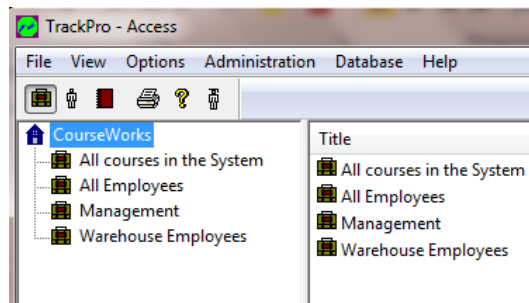 TrackPro - Access
File View Options Administration Database Help
CourseWorks
All courses in the System
All Employees
Management
Warehouse Employees
Title
All courses in the System
All Employees
Management
Warehouse Employees